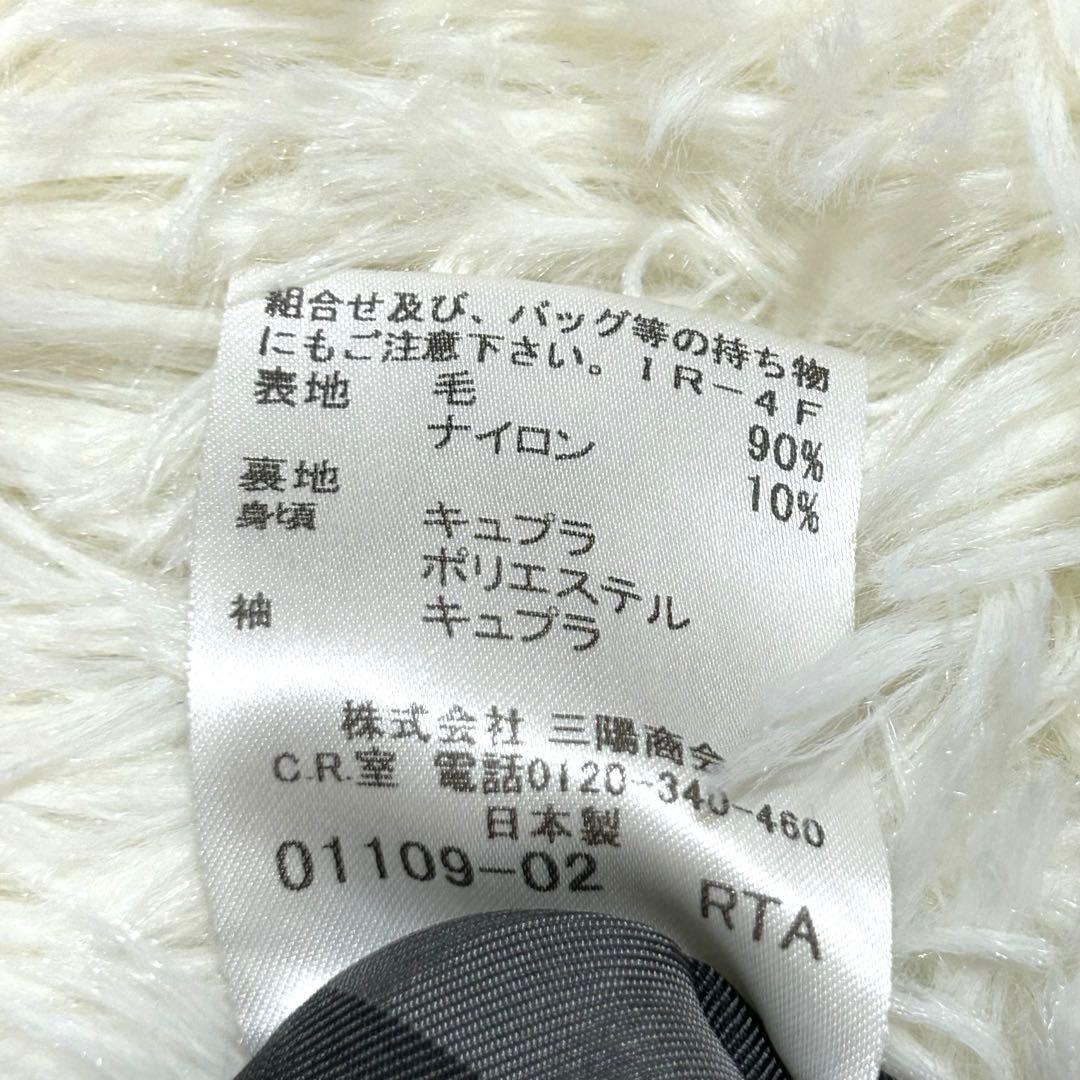 組合せ及び、バッグ等の持ち物
にもご注意下さい。IR-4F
表地 毛 90%
ナイロン 10%
裏地
身頃 キュプラ
ポリエステル
袖 キュプラ
株式会社 三陽商会
C.R.室 電話0120-340-460
日本製
01109-02 RTA